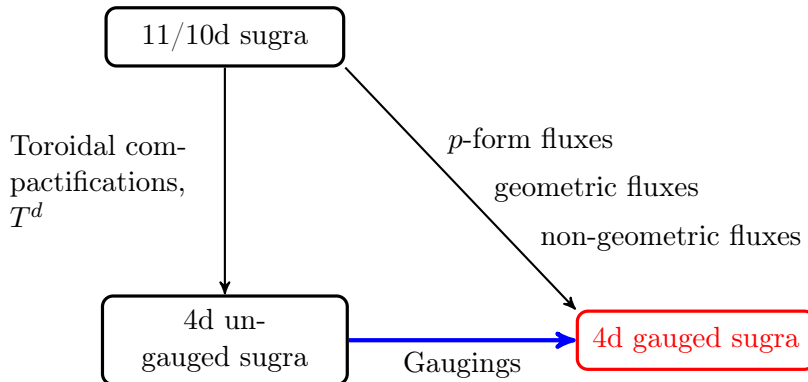 11/10d sugra
Toroidal com-
pactifications,
T^d
p-form fluxes
geometric fluxes
non-geometric fluxes
4d un-
gauged sugra
Gaugings
4d gauged sugra